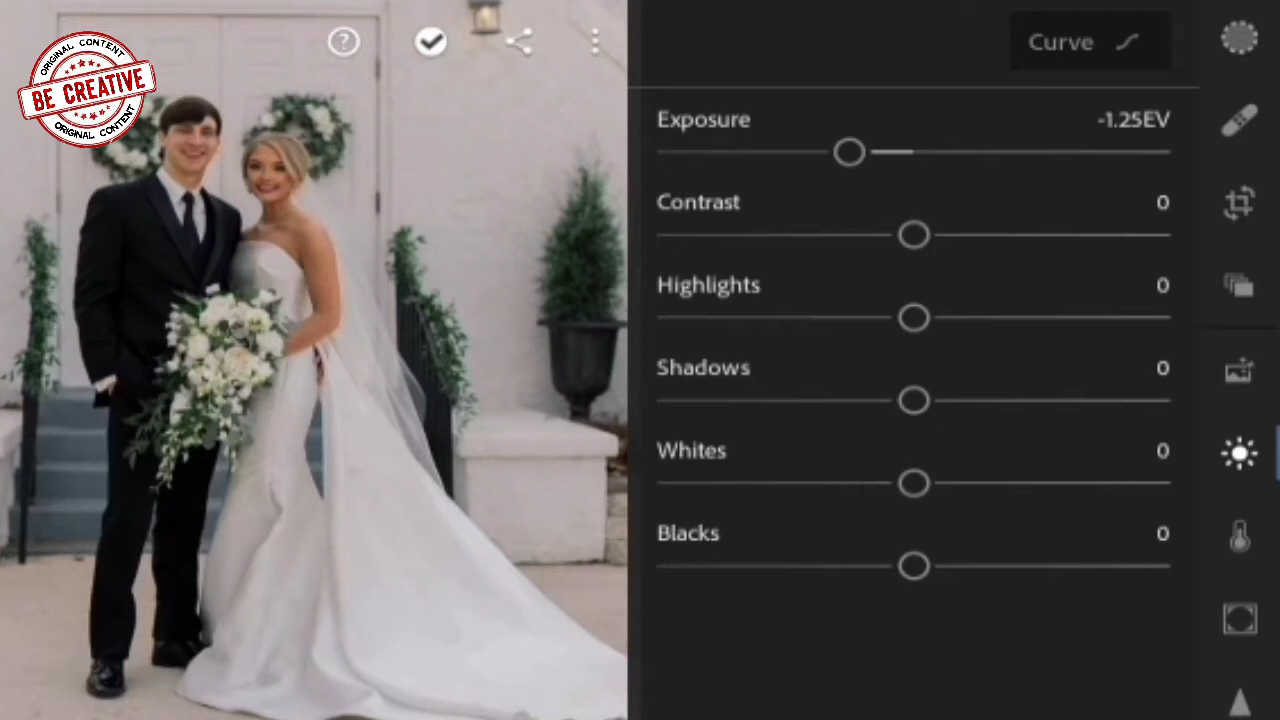 ORIGINAL CONTENT
BE CREATIVE
ORIGINAL CONTENT
Curve
Exposure -1.25EV
Contrast 0
Highlights 0
Shadows 0
Whites 0
Blacks 0